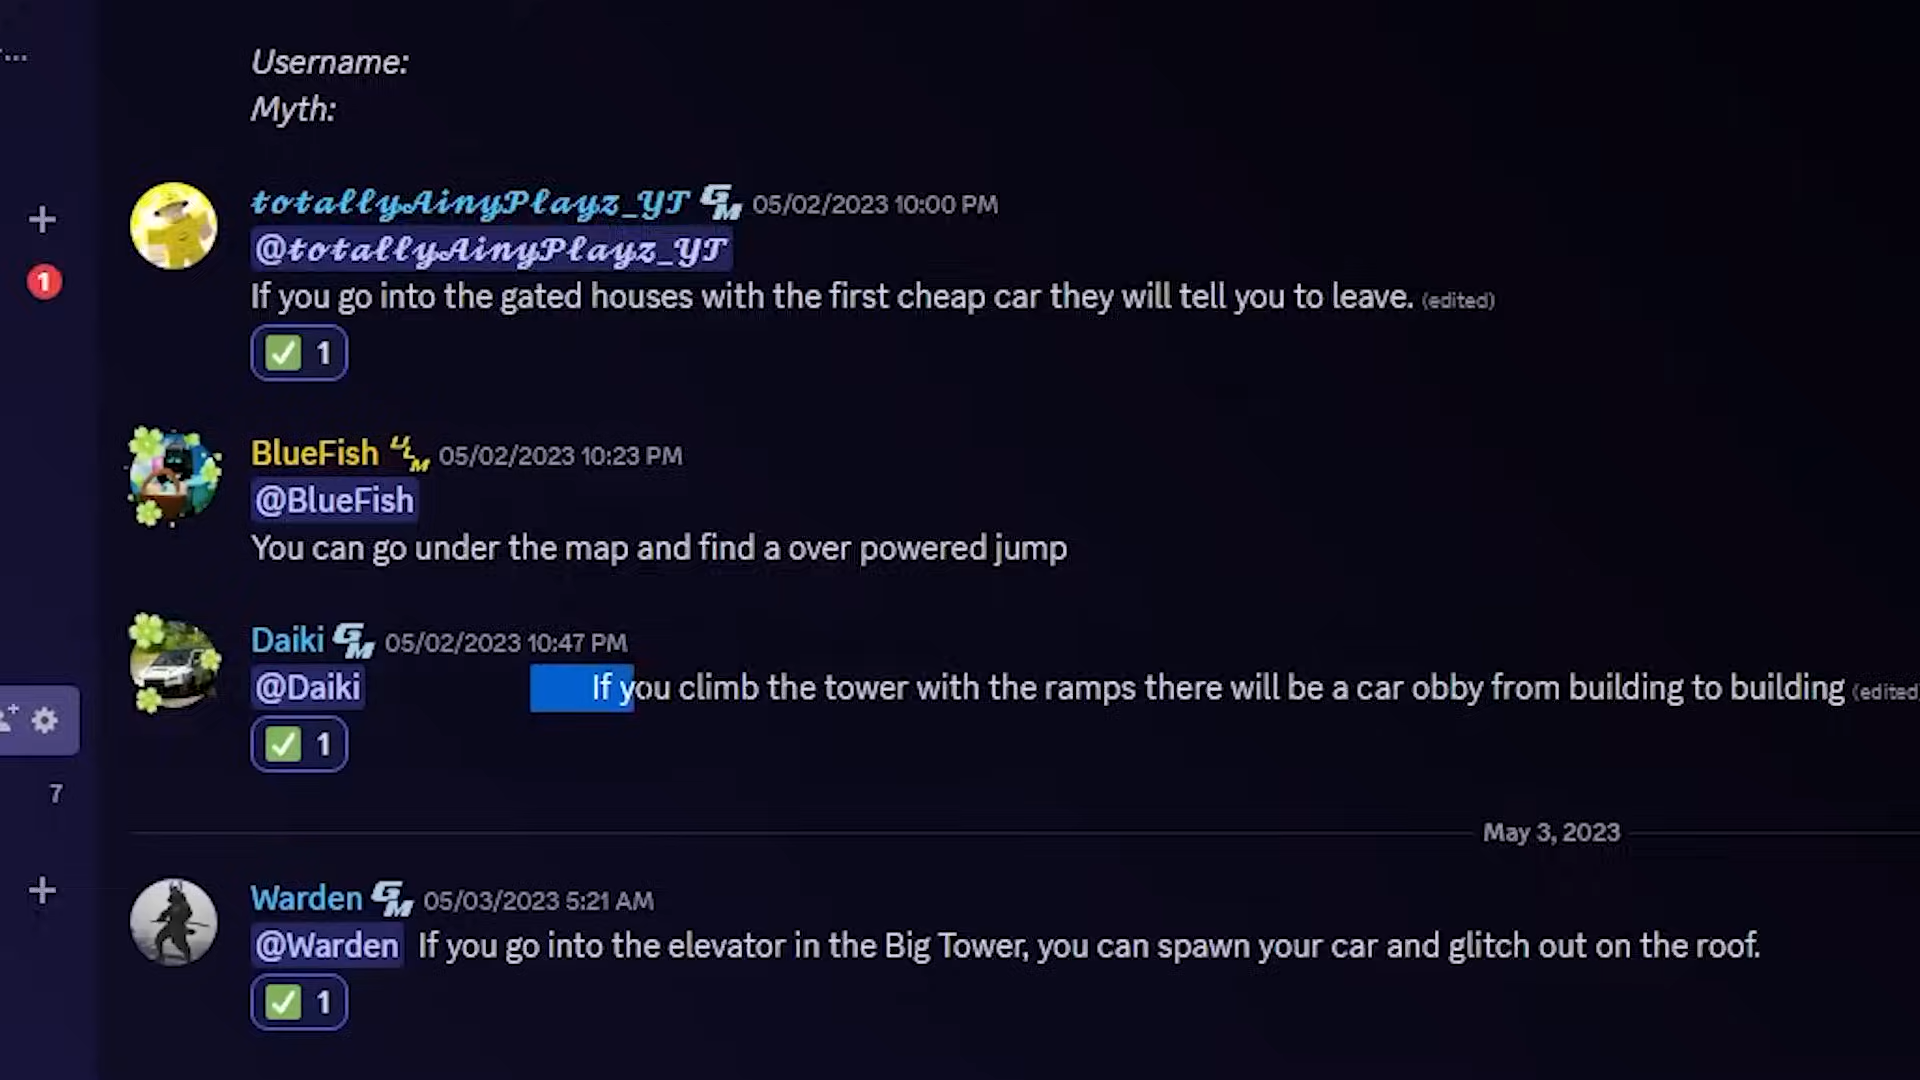 Username:
Myth:
totallyAinyPlayz_YT GM 05/02/2023 10:00 PM
@totallyAinyPlayz_YT
If you go into the gated houses with the first cheap car they will tell you to leave. (edited)
1
1
BlueFish ULM 05/02/2023 10:23 PM
@BlueFish
You can go under the map and find a over powered jump
Daiki GM 05/02/2023 10:47 PM
@Daiki If you climb the tower with the ramps there will be a car obby from building to building (edited
1
7
May 3, 2023
Warden GM 05/03/2023 5:21 AM
@Warden If you go into the elevator in the Big Tower, you can spawn your car and glitch out on the roof.
1